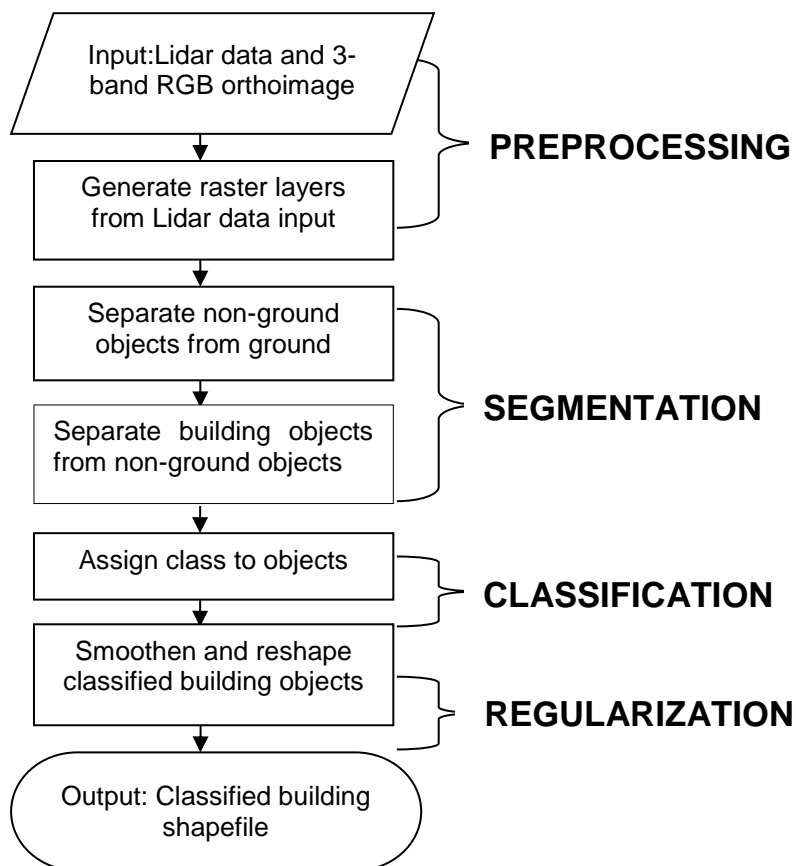 Input:Lidar data and 3-
band RGB orthoimage
PREPROCESSING
Generate raster layers
from Lidar data input
Separate non-ground
objects from ground
SEGMENTATION
Separate building objects
from non-ground objects
Assign class to objects
CLASSIFICATION
Smoothen and reshape
classified building objects
REGULARIZATION
Output: Classified building
shapefile